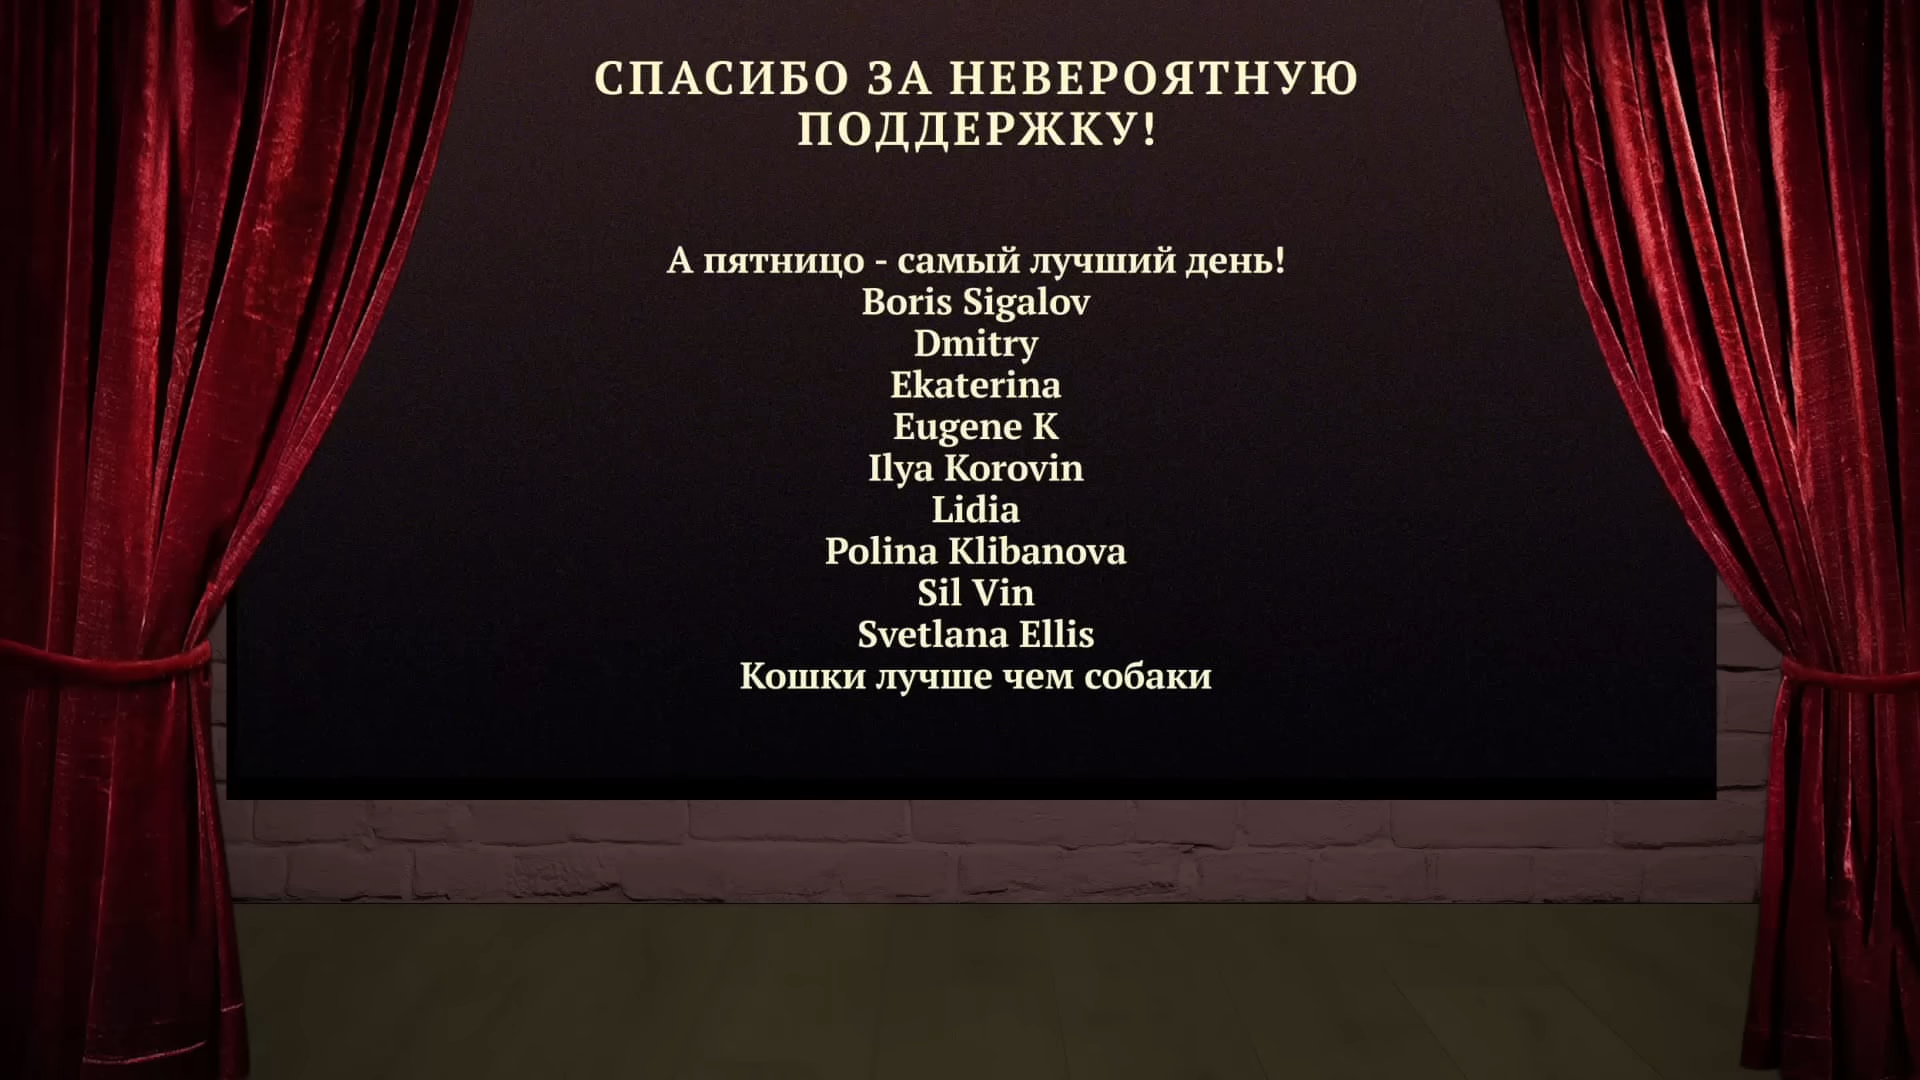 СПАСИБО ЗА НЕВЕРОЯТНУЮ
ПОДДЕРЖКУ!
А пятницо - самый лучший день!
Boris Sigalov
Dmitry
Ekaterina
Eugene K
Ilya Korovin
Lidia
Polina Klibanova
Sil Vin
Svetlana Ellis
Кошки лучше чем собаки